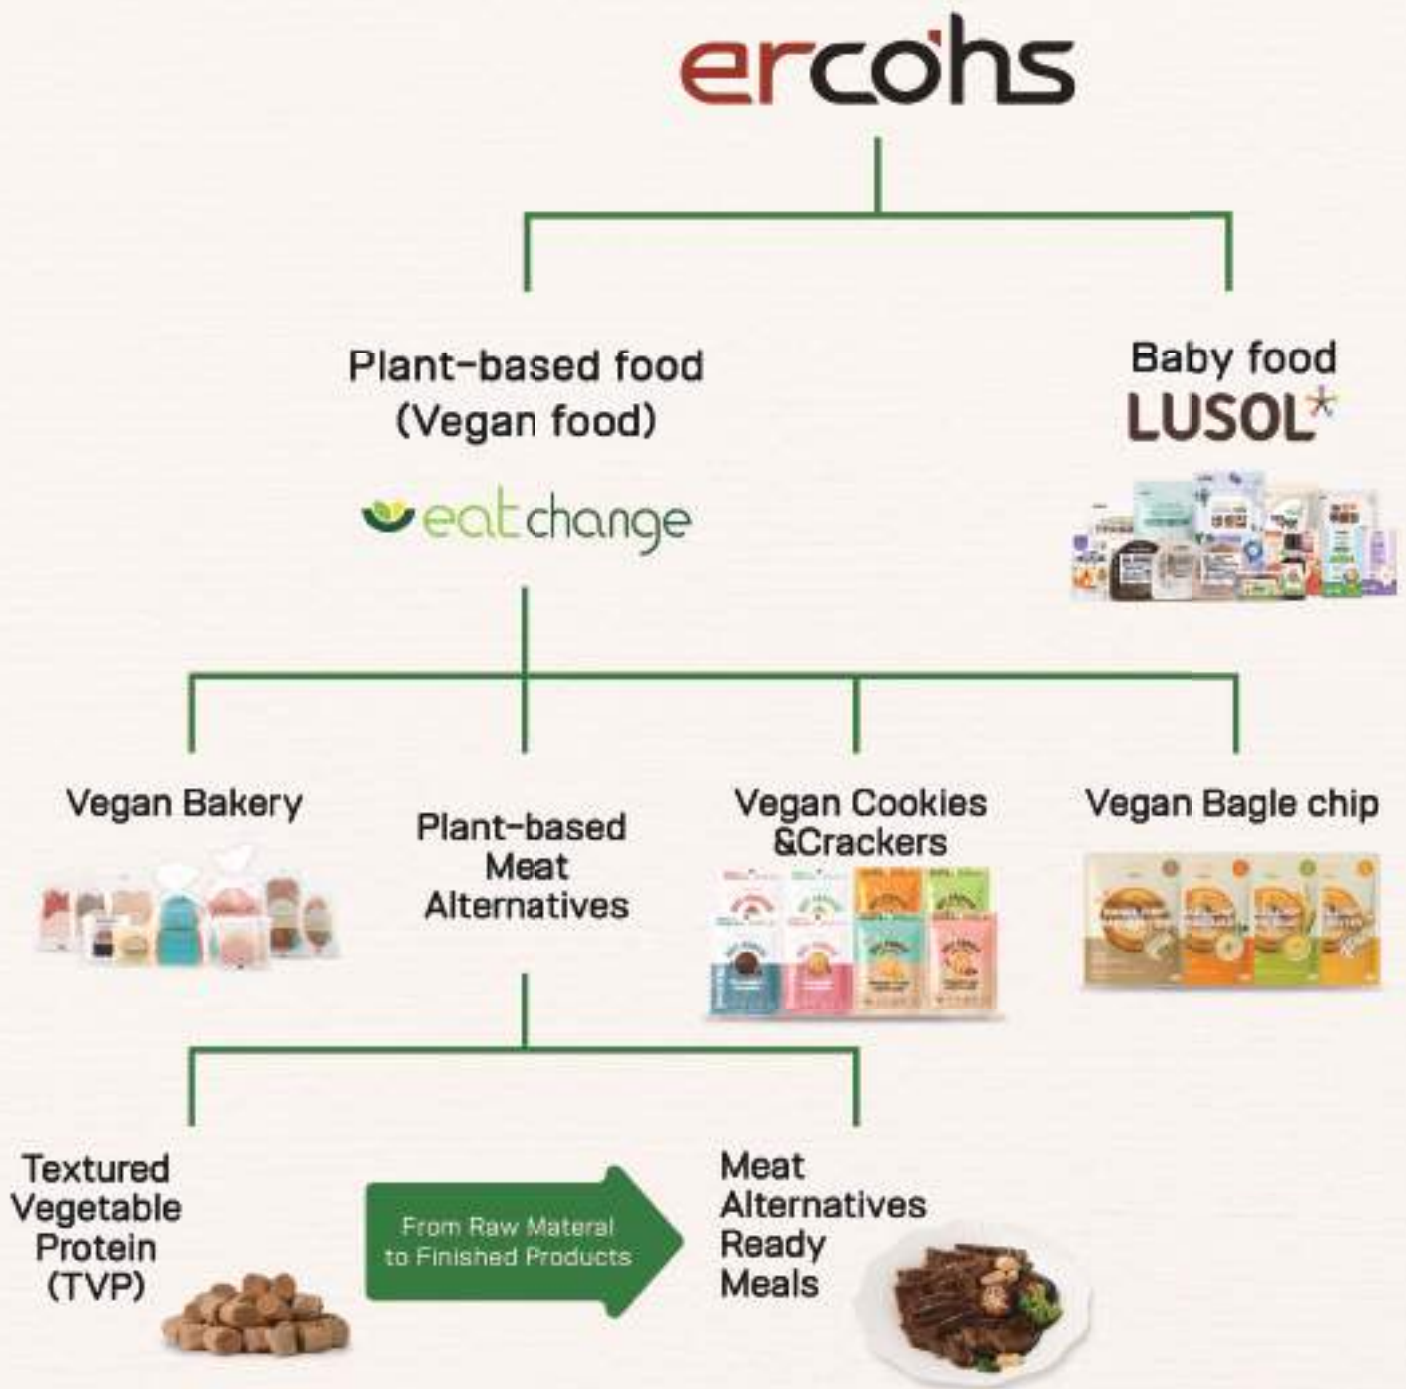 ercohs
Plant-based food
(Vegan food)
eatchange
Baby food
LUSOL*
Vegan Bakery
Plant-based
Meat
Alternatives
Vegan Cookies
&Crackers
Vegan Bagle chip
Textured
Vegetable
Protein
(TVP)
From Raw Materal
to Finished Products
Meat
Alternatives
Ready
Meals